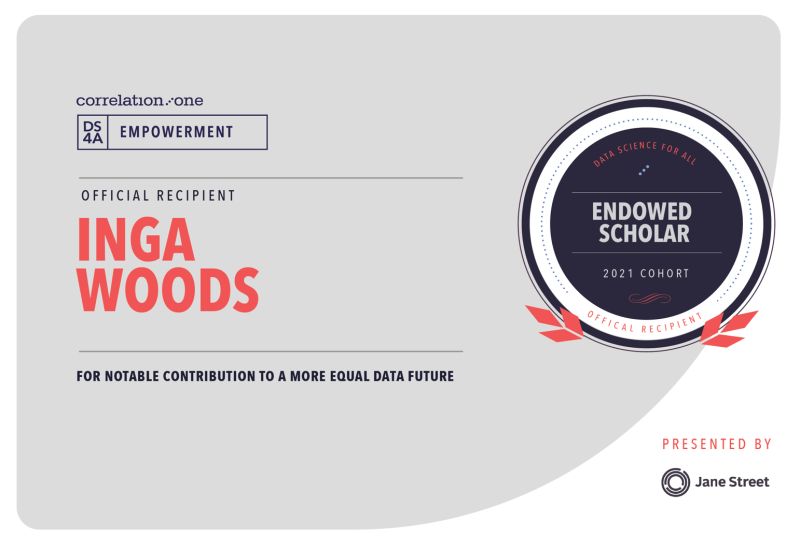 correlation one
DS
4A
EMPOWERMENT
OFFICIAL RECIPIENT
INGA
WOODS
FOR NOTABLE CONTRIBUTION TO A MORE EQUAL DATA FUTURE
DATA SCIENCE FOR ALL
ENDOWED
SCHOLAR
2021 COHORT
OFFICAL RECIPIENT
PRESENTED BY
Jane Street